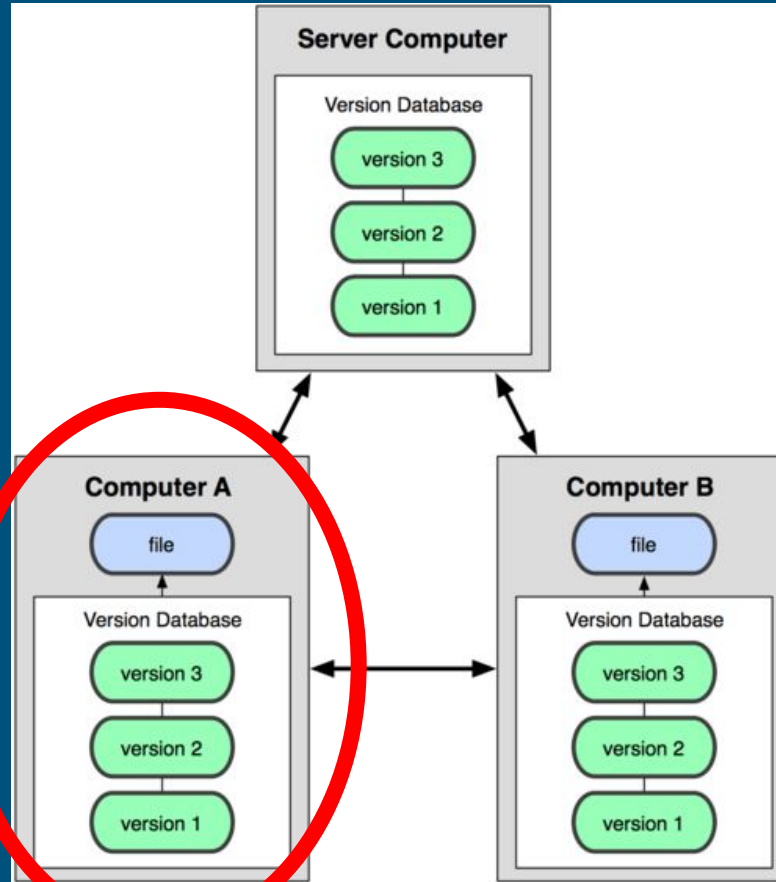 Server Computer
Version Database
version 3
version 2
version 1
Computer A
file
Version Database
version 3
version 2
version 1
Computer B
file
Version Database
version 3
version 2
version 1